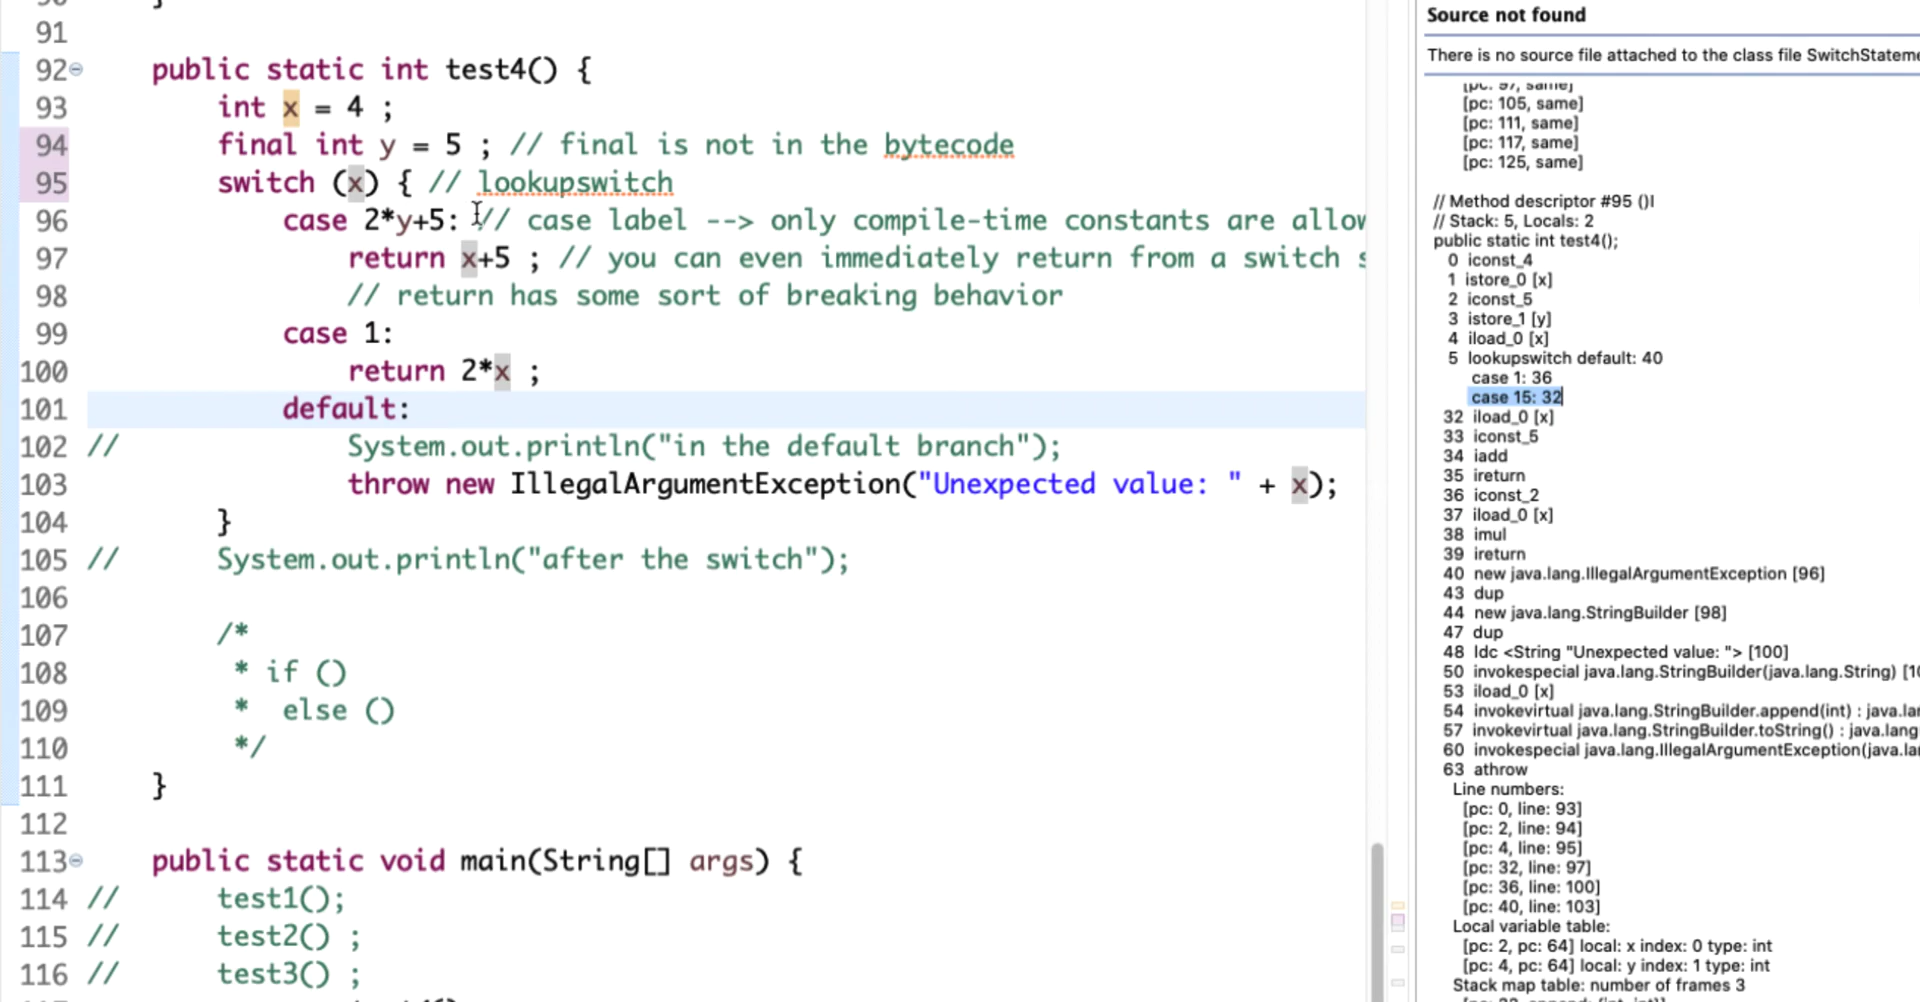 91
92 public static int test4() {
93 int x = 4 ;
94 final int y = 5 ; // final is not in the bytecode
95 switch (x) { // lookupswitch
96 case 2*y+5: // case label --> only compile-time constants are allow
97 return x+5 ; // you can even immediately return from a switch s
98 // return has some sort of breaking behavior
99 case 1:
100 return 2*x ;
101 default:
102 // System.out.println("in the default branch");
103 throw new IllegalArgumentException("Unexpected value: " + x);
104 }
105 // System.out.println("after the switch");
106
107 /*
108 * if ()
109 * else ()
110 */
111 }
112
113 public static void main(String[] args) {
114 // test1();
115 // test2() ;
116 // test3() ;
Source not found
There is no source file attached to the class file SwitchStateme
[pc: 97, same]
[pc: 105, same]
[pc: 111, same]
[pc: 117, same]
[pc: 125, same]
// Method descriptor #95 ()I
// Stack: 5, Locals: 2
public static int test4();
0 iconst_4
1 istore_0 [x]
2 iconst_5
3 istore_1 [y]
4 iload_0 [x]
5 lookupswitch default: 40
case 1: 36
case 15: 32
32 iload_0 [x]
33 iconst_5
34 iadd
35 ireturn
36 iconst_2
37 iload_0 [x]
38 imul
39 ireturn
40 new java.lang.IllegalArgumentException [96]
43 dup
44 new java.lang.StringBuilder [98]
47 dup
48 ldc <String "Unexpected value: "> [100]
50 invokespecial java.lang.StringBuilder(java.lang.String) [10
53 iload_0 [x]
54 invokevirtual java.lang.StringBuilder.append(int) : java.la
57 invokevirtual java.lang.StringBuilder.toString() : java.lang
60 invokespecial java.lang.IllegalArgumentException(java.la
63 athrow
Line numbers:
[pc: 0, line: 93]
[pc: 2, line: 94]
[pc: 4, line: 95]
[pc: 32, line: 97]
[pc: 36, line: 100]
[pc: 40, line: 103]
Local variable table:
[pc: 2, pc: 64] local: x index: 0 type: int
[pc: 4, pc: 64] local: y index: 1 type: int
Stack map table: number of frames 3